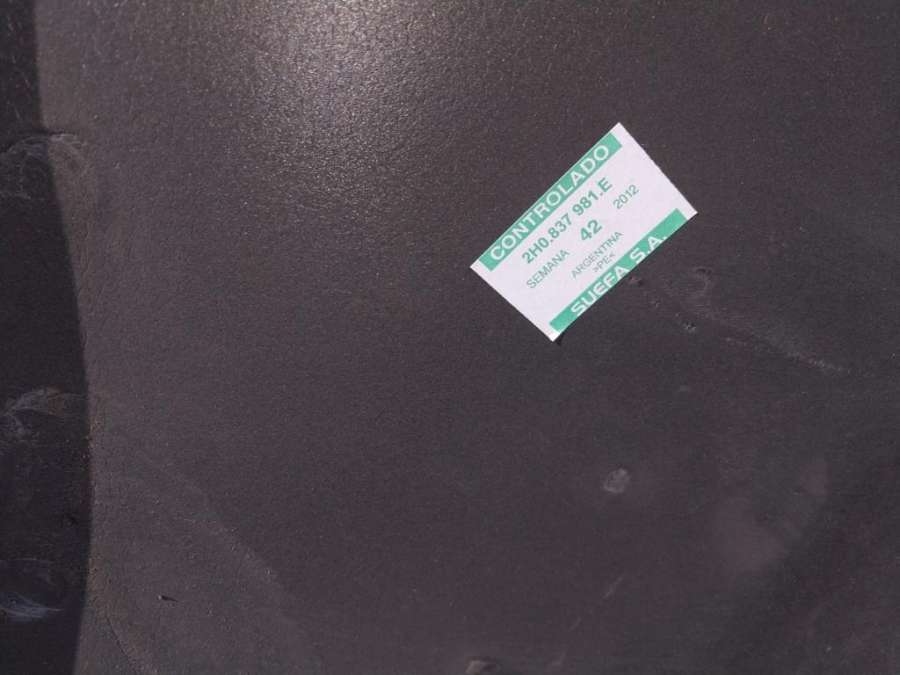 CONTROLADO
2H0.837 981.E
SEMANA 42 2012
ARGENTINA
>PE<
SUEFA S.A.